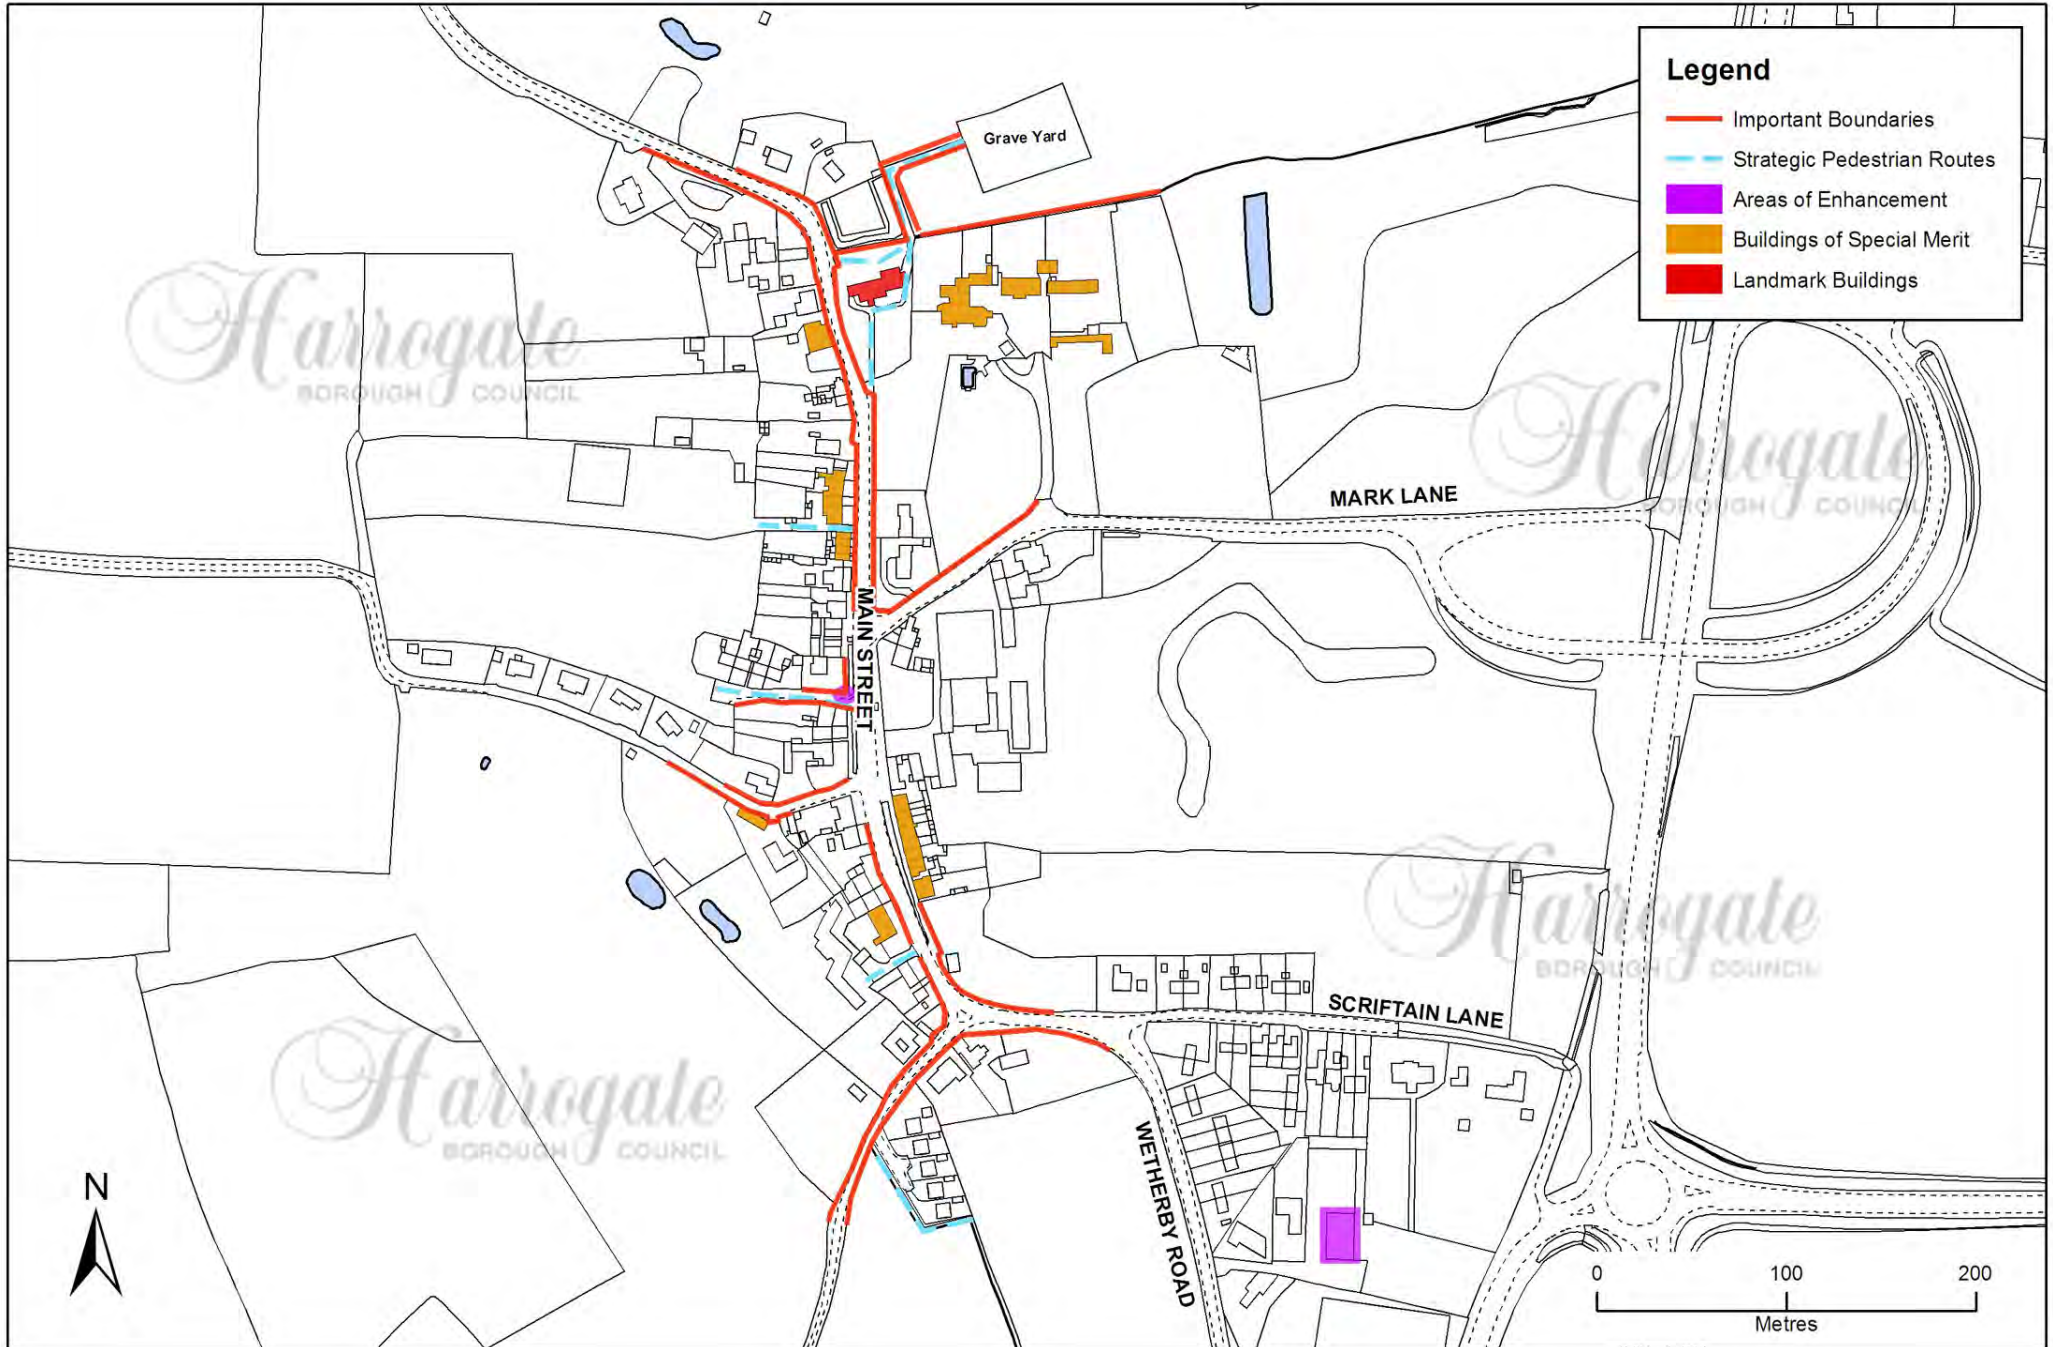 Legend
Important Boundaries
Strategic Pedestrian Routes
Areas of Enhancement
Buildings of Special Merit
Landmark Buildings
Grave Yard
Harrogate
BOROUGH COUNCIL
Harrogate
BOROUGH COUNCIL
MARK LANE
MAIN STREET
Harrogate
BOROUGH COUNCIL
SCRIFTAIN LANE
Harrogate
BOROUGH COUNCIL
WETHERBY ROAD
N
0 100 200
Metres